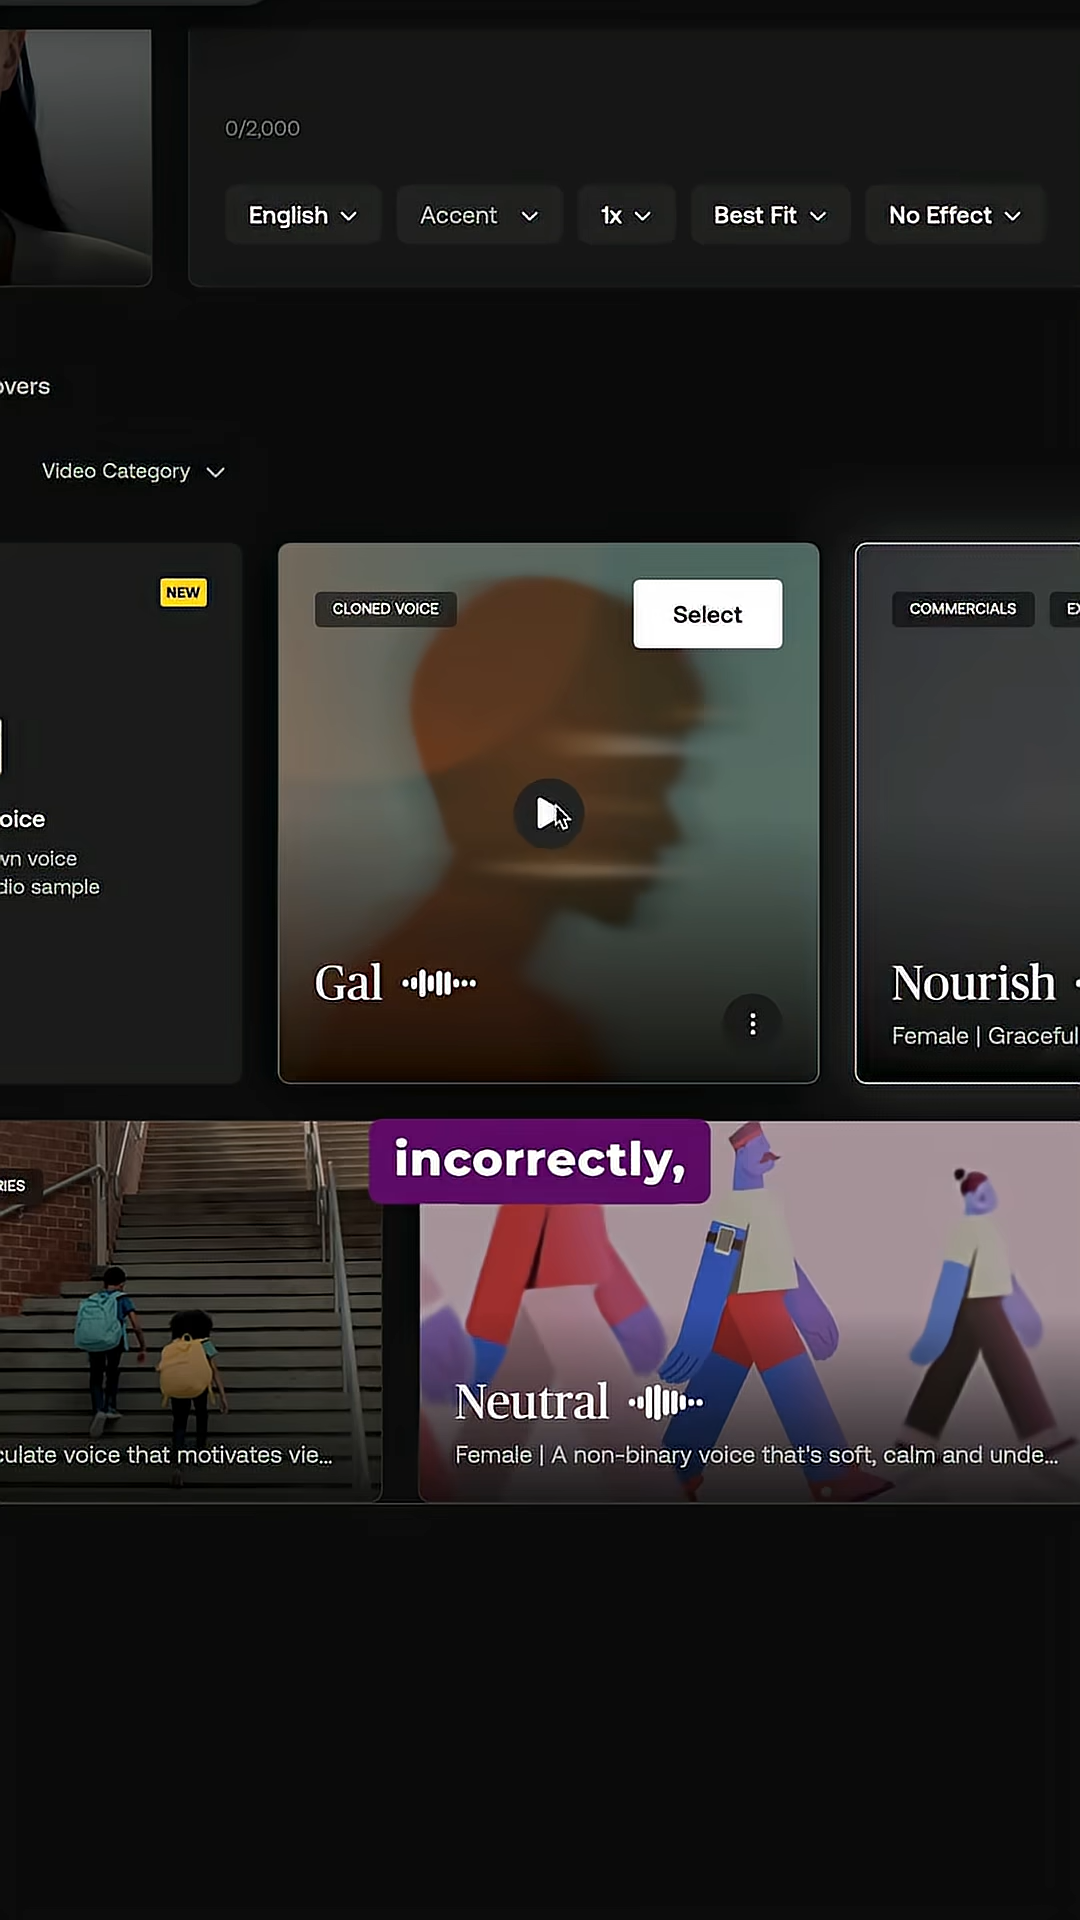 0/2,000
English
Accent
1x
Best Fit
No Effect
overs
Video Category
NEW
oice
wn voice
dio sample
CLONED VOICE
Select
Gal
COMMERCIALS
EX
Nourish
Female | Graceful
incorrectly,
RIES
culate voice that motivates vie...
Neutral
Female | A non-binary voice that's soft, calm and unde...